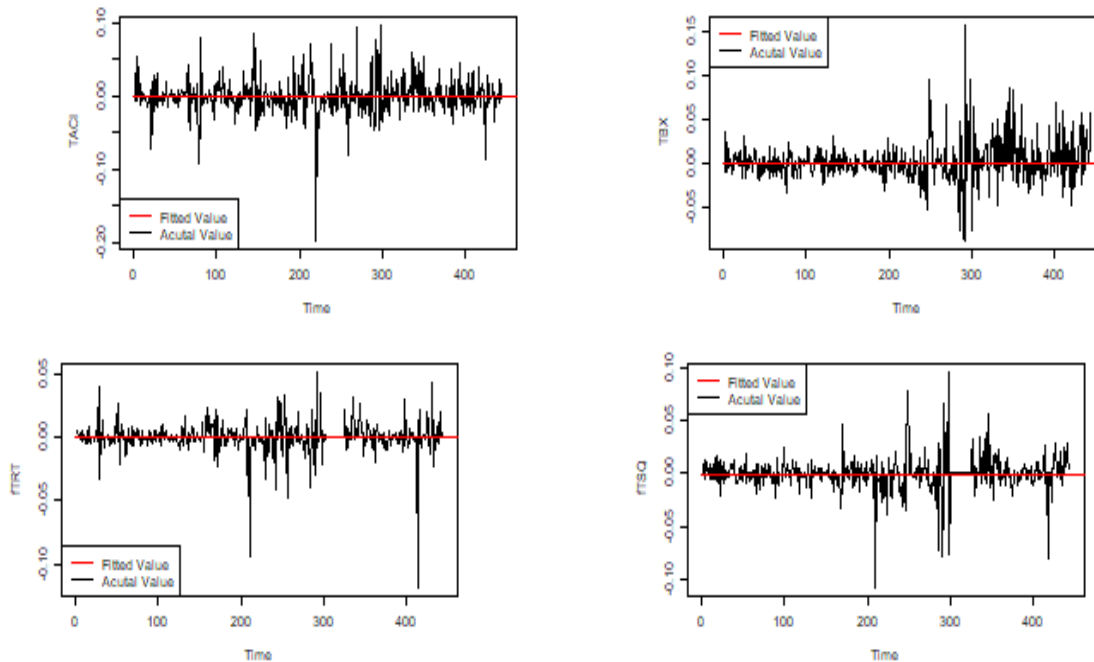 0.10
0.00
-0.10
-0.20
TACI
Fitted Value
Acutal Value
0 100 200 300 400
Time
0.15
0.10
0.05
0.00
-0.05
TBX
Fitted Value
Acutal Value
0 100 200 300 400
Time
0.05
0.00
-0.05
-0.10
fTRT
Fitted Value
Acutal Value
0 100 200 300 400
Time
0.10
0.05
0.00
-0.05
-0.10
fTSQ
Fitted Value
Acutal Value
0 100 200 300 400
Time